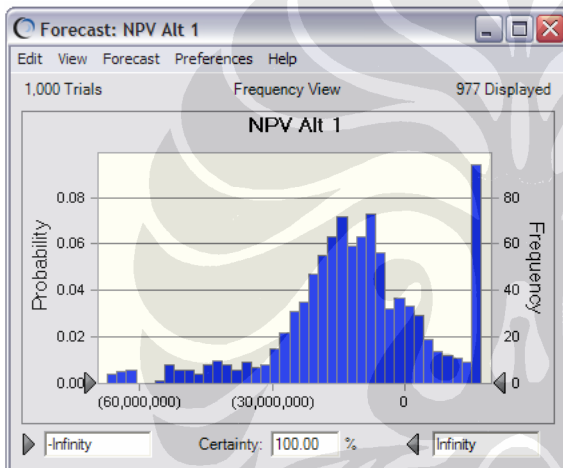 Forecast: NPV Alt 1
Edit View Forecast Preferences Help
1,000 Trials Frequency View 977 Displayed
NPV Alt 1
Probability
0.08
0.06
0.04
0.02
0.00
80
60
40
20
0
Frequency
(60,000,000) (30,000,000) 0
-Infinity Certainty: 100.00 % Infinity